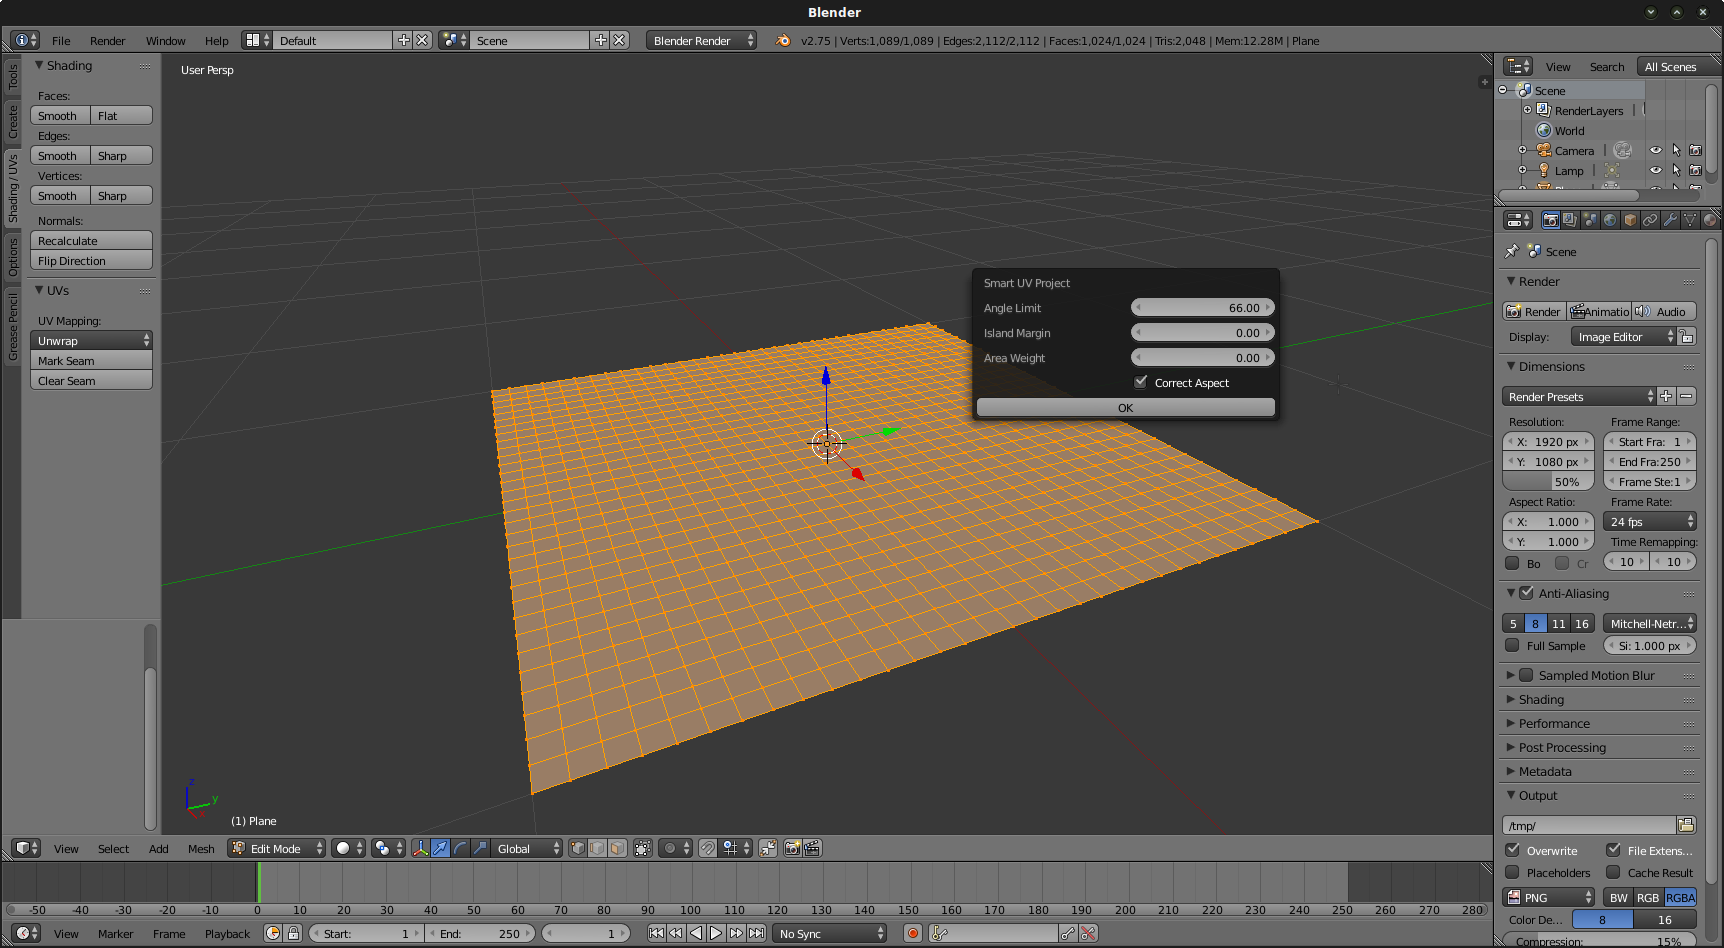 Blender
File Render Window Help Default Scene Blender Render v2.75 | Verts:1,089/1,089 | Edges:2,112/2,112 | Faces:1,024/1,024 | Tris:2,048 | Mem:12.28M | Plane
Tools
Create
Shading / UVs
Options
Grease Pencil
Shading
Faces:
Smooth Flat
Edges:
Smooth Sharp
Vertices:
Smooth Sharp
Normals:
Recalculate
Flip Direction
UVs
UV Mapping:
Unwrap
Mark Seam
Clear Seam
User Persp
Smart UV Project
Angle Limit 66.00
Island Margin 0.00
Area Weight 0.00
Correct Aspect
OK
z
y
(1) Plane
View Select Add Mesh Edit Mode Global
-50 -40 -30 -20 -10 0 10 20 30 40 50 60 70 80 90 100 110 120 130 140 150 160 170 180 190 200 210 220 230 240 250 260 270 280
View Marker Frame Playback Start: 1 End: 250 1 No Sync
View Search All Scenes
Scene
RenderLayers
World
Camera
Lamp
Scene
Render
Render Animatio Audio
Display: Image Editor
Dimensions
Render Presets
Resolution: Frame Range:
X: 1920 px Start Fra: 1
Y: 1080 px End Fra:250
50% Frame Ste:1
Aspect Ratio: Frame Rate:
X: 1.000 24 fps
Y: 1.000 Time Remapping:
Bo Cr 10 10
Anti-Aliasing
5 8 11 16 Mitchell-Netr...
Full Sample Si: 1.000 px
Sampled Motion Blur
Shading
Performance
Post Processing
Metadata
Output
/tmp/
Overwrite File Extens...
Placeholders Cache Result
PNG BW RGB RGBA
Color De... 8 16
Compression: 15%